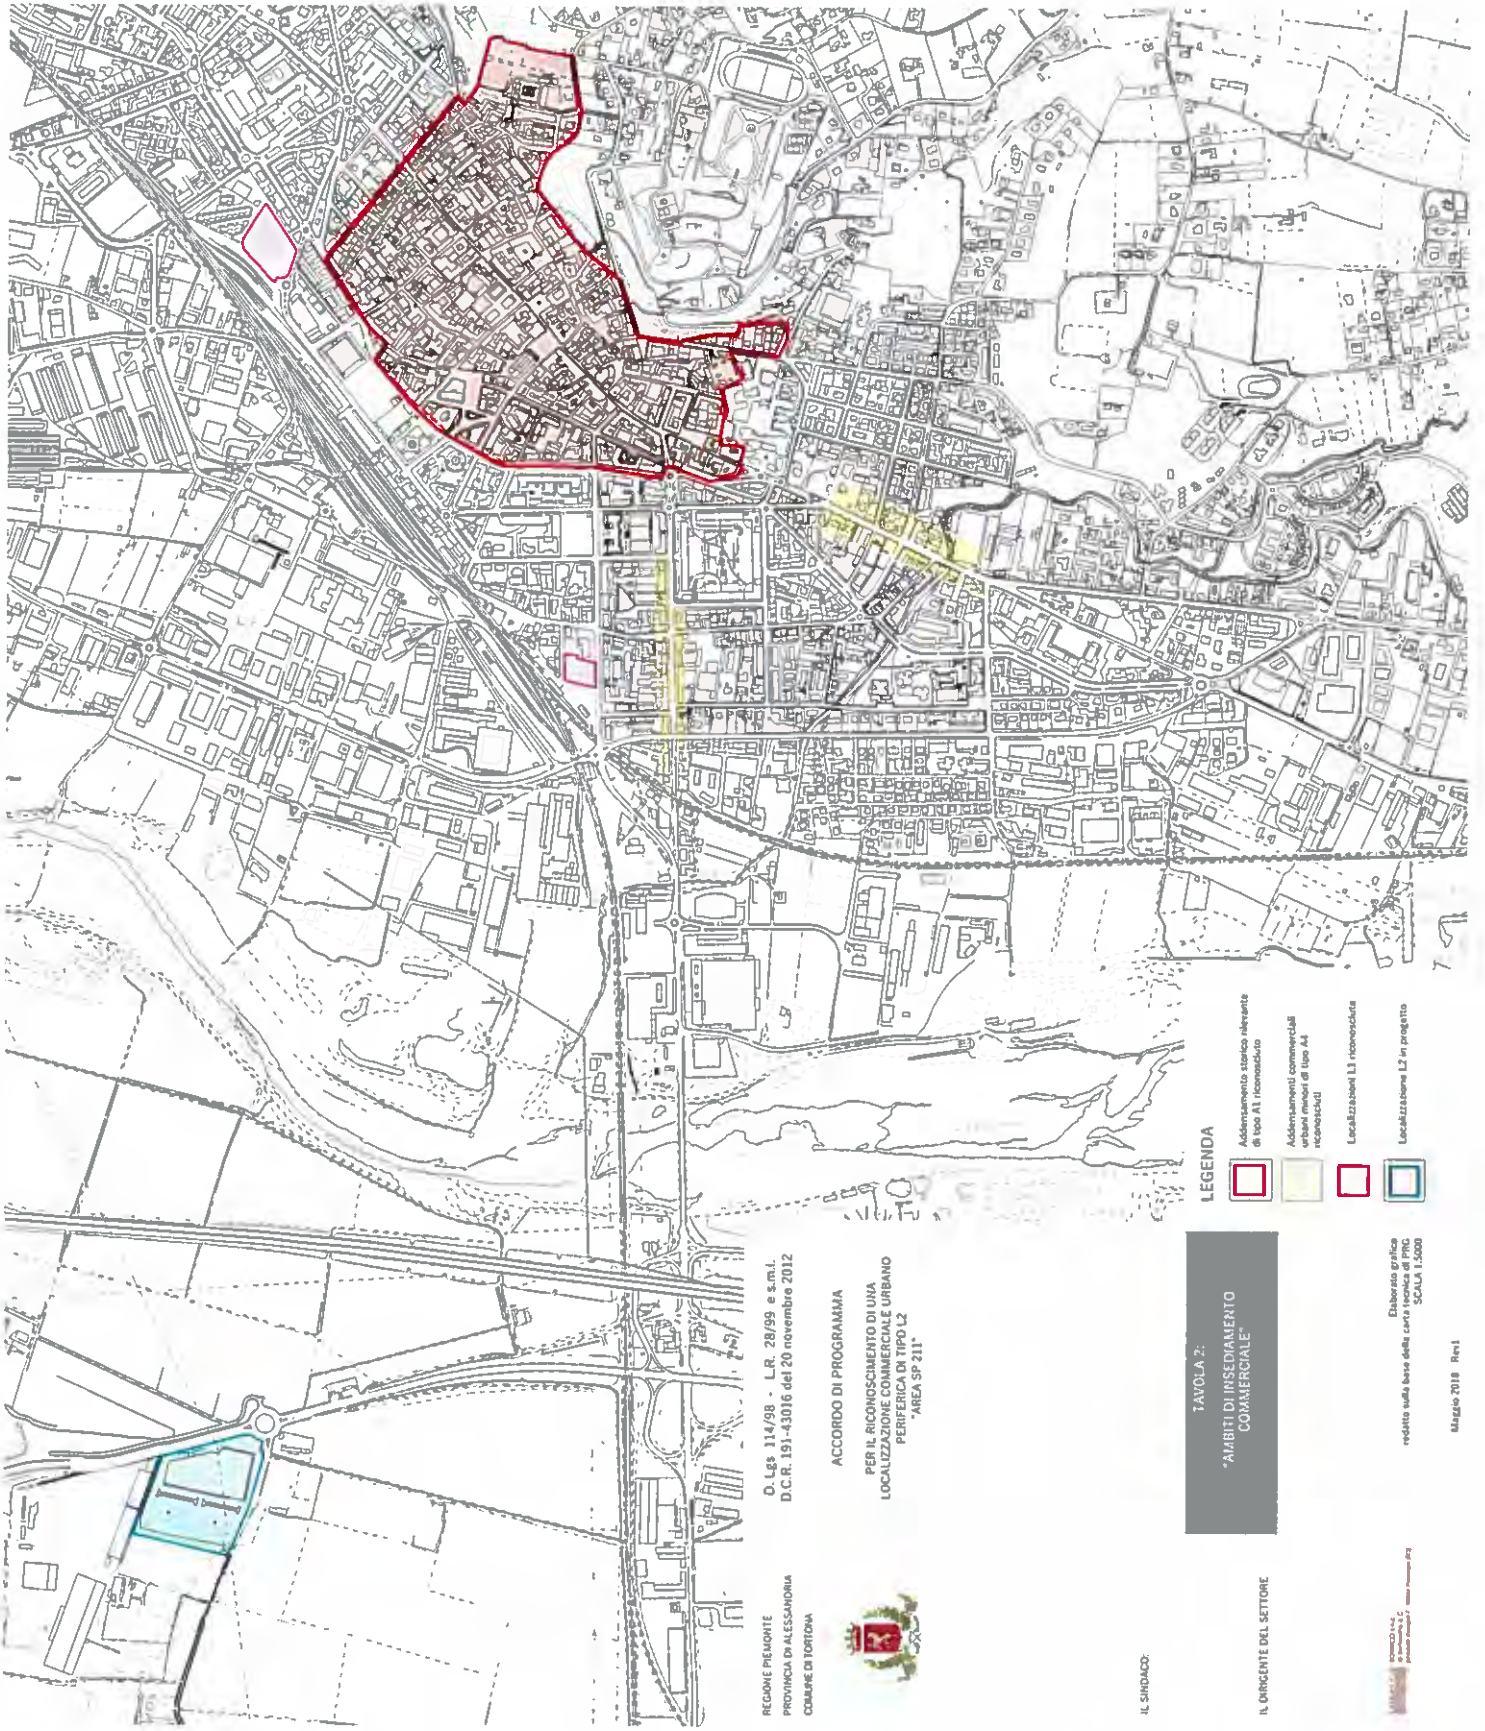 REGIONE PIEMONTE
PROVINCIA DI ALESSANDRIA
COMUNE DI TORTONA
D. Lgs 114/98 - L.R. 28/99 e s.m.i.
D.C.R. 191-43016 del 20 novembre 2012
ACCORDO DI PROGRAMMA
PER IL RICONOSCIMENTO DI UNA
LOCALIZZAZIONE COMMERCIALE URBANO
PERIFERICA DI TIPO L2
"AREA SP 211"
IL SINDACO:
IL DIRIGENTE DEL SETTORE
TAVOLA 2:
"AMBITI DI INSEDIAMENTO
COMMERCIALE"
LEGENDA
Addensamento storico rilevante
di tipo A1 riconosciuto
Addensamenti commerciali
urbani minori di tipo A4
riconosciuti
Localizzazioni L1 riconosciute
Localizzazione L2 in progetto
Elaborato grafico
redatto sulla base della carta tecnica di PRG
SCALA 1:5000
Maggio 2018 Rev1